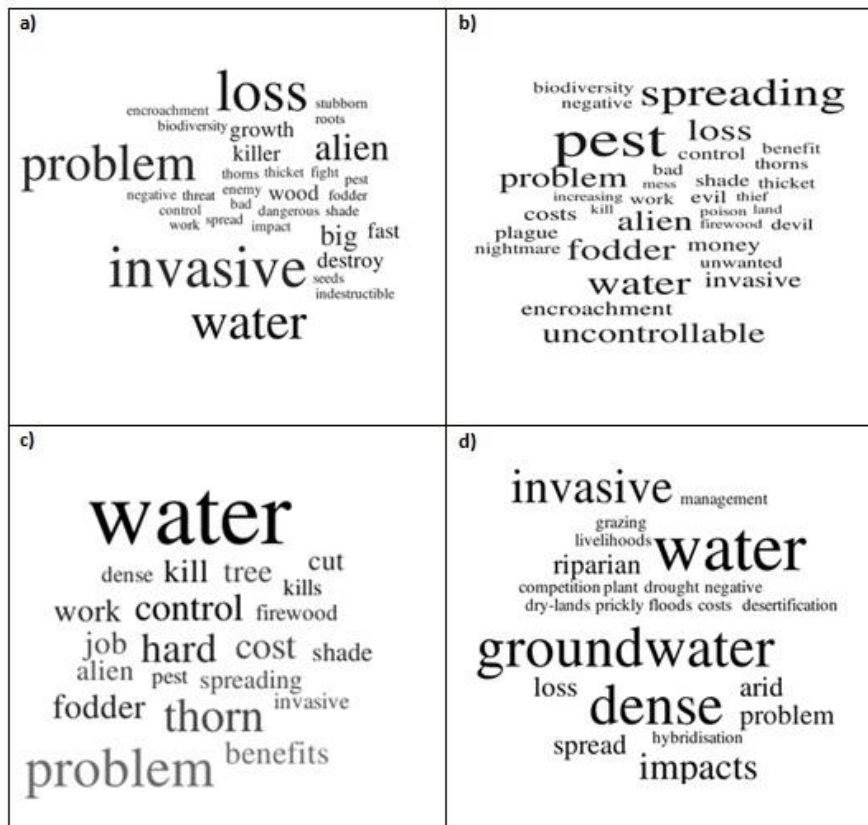 a)
loss
encroachment stubborn
biodiversity growth roots
problem killer alien
thorns thicket fight pest
negative threat enemy wood fodder
control bad dangerous shade
work spread impact
big fast
invasive destroy
seeds
indestructible
water
b)
biodiversity spreading
negative
pest loss
control benefit
bad thorns
problem mess shade thicket
increasing work evil thief
costs kill alien poison land
plague firewood devil
nightmare fodder money
unwanted
water invasive
encroachment
uncontrollable
c)
water
dense kill tree cut
kills
work control firewood
job hard cost shade
alien pest spreading
fodder thorn invasive
problem benefits
d)
invasive management
grazing
livelihoods water
riparian
competition plant drought negative
dry-lands prickly floods costs desertification
groundwater
loss dense arid
problem
spread hybridisation
impacts